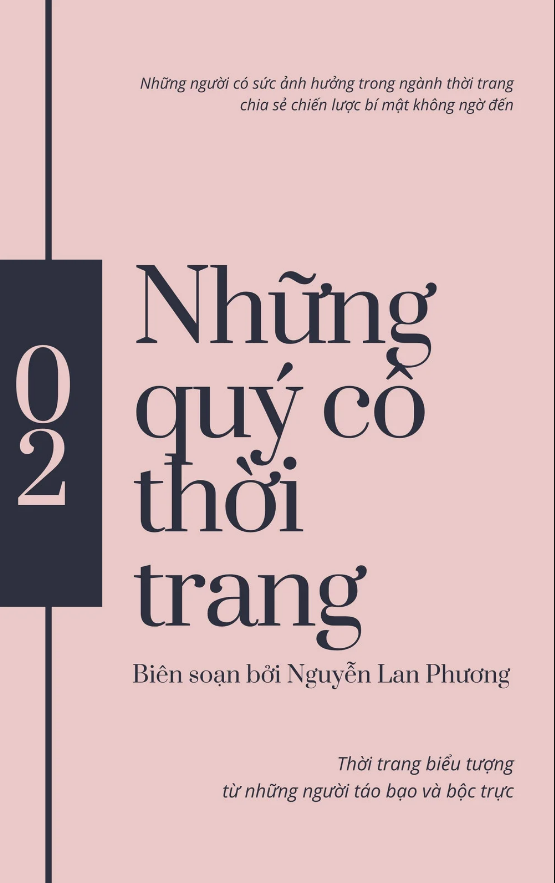 Những người có sức ảnh hưởng trong ngành thời trang
chia sẻ chiến lược bí mật không ngờ đến
0
2
Những
quý cô
thời
trang
Biên soạn bởi Nguyễn Lan Phương
Thời trang biểu tượng
từ những người táo bạo và bộc trực